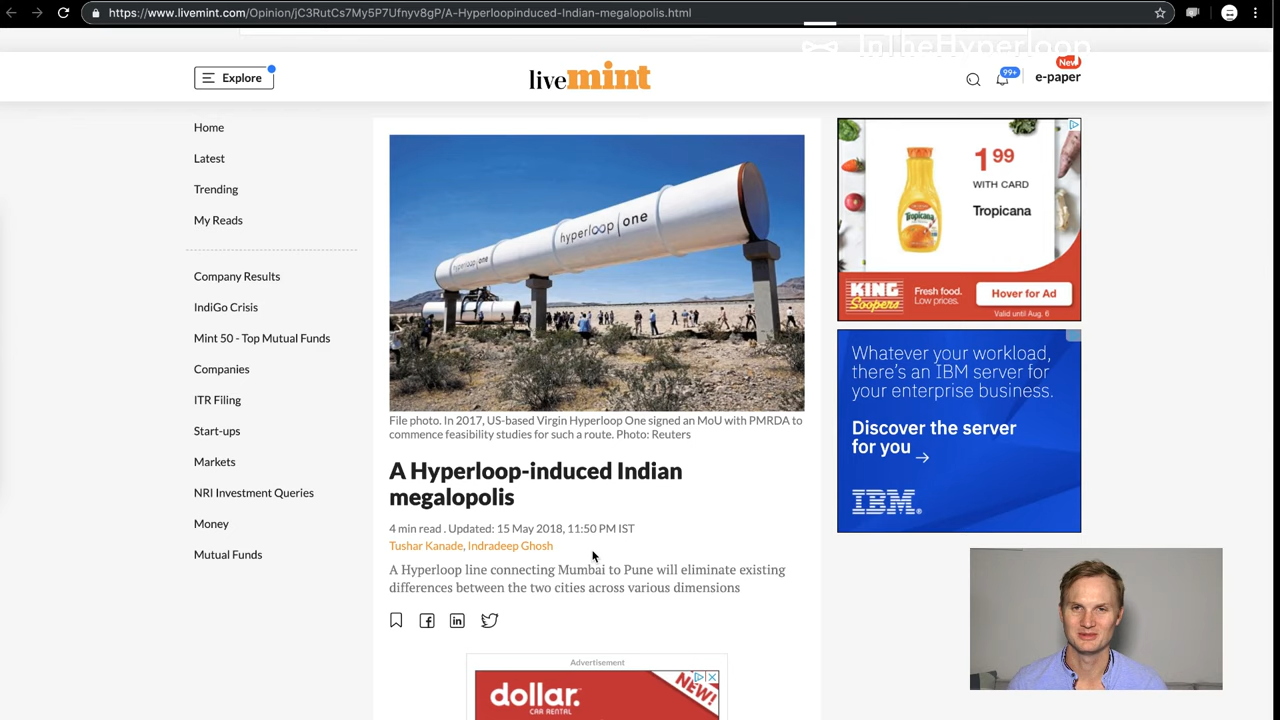 https://www.livemint.com/Opinion/jC3RutCs7My5P7Ufnyv8gP/A-Hyperloopinduced-Indian-megalopolis.html
InTheHyperloop
Explore
livemint
99+
New
e-paper
Home
Latest
Trending
My Reads
Company Results
IndiGo Crisis
Mint 50 - Top Mutual Funds
Companies
ITR Filing
Start-ups
Markets
NRI Investment Queries
Money
Mutual Funds
hyperloop | one
hyperloop | one
File photo. In 2017, US-based Virgin Hyperloop One signed an MoU with PMRDA to
commence feasibility studies for such a route. Photo: Reuters
A Hyperloop-induced Indian
megalopolis
4 min read . Updated: 15 May 2018, 11:50 PM IST
Tushar Kanade, Indradeep Ghosh
A Hyperloop line connecting Mumbai to Pune will eliminate existing
differences between the two cities across various dimensions
Advertisement
dollar.
CAR RENTAL
NEW!
1 99
WITH CARD
Tropicana
Tropicana
KING
Soopers
Fresh food.
Low prices.
Hover for Ad
Valid until Aug. 6
Whatever your workload,
there's an IBM server for
your enterprise business.
Discover the server
for you
IBM.